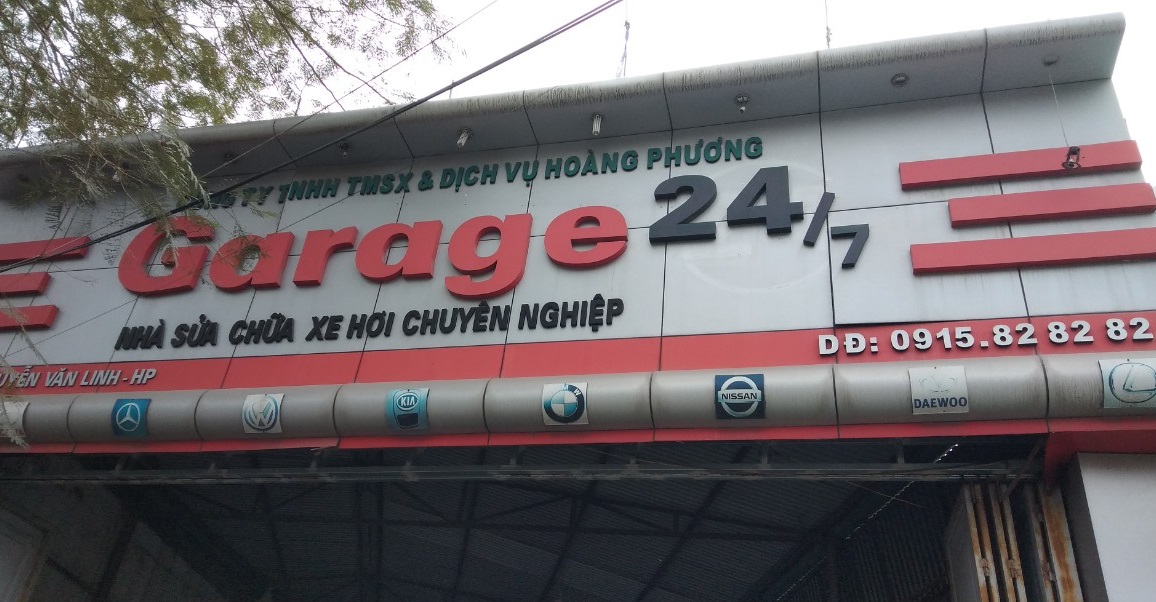 TY TNHH TMSX & DỊCH VỤ HOÀNG PHƯƠNG
Garage 24/7
NHÀ SỬA CHỮA XE HƠI CHUYÊN NGHIỆP
VĂN LINH - HP
DĐ: 0915.82 82 82
KIA
NISSAN
DAEWOO